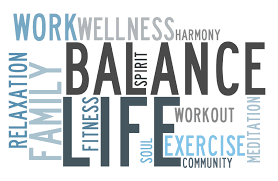 WORK WELLNESS
HARMONY
RELAXATION
FAMILY
BALANCE
SPIRIT
LIFE
FITNESS
WORKOUT
SOUL
EXERCISE
COMMUNITY
MEDITATION